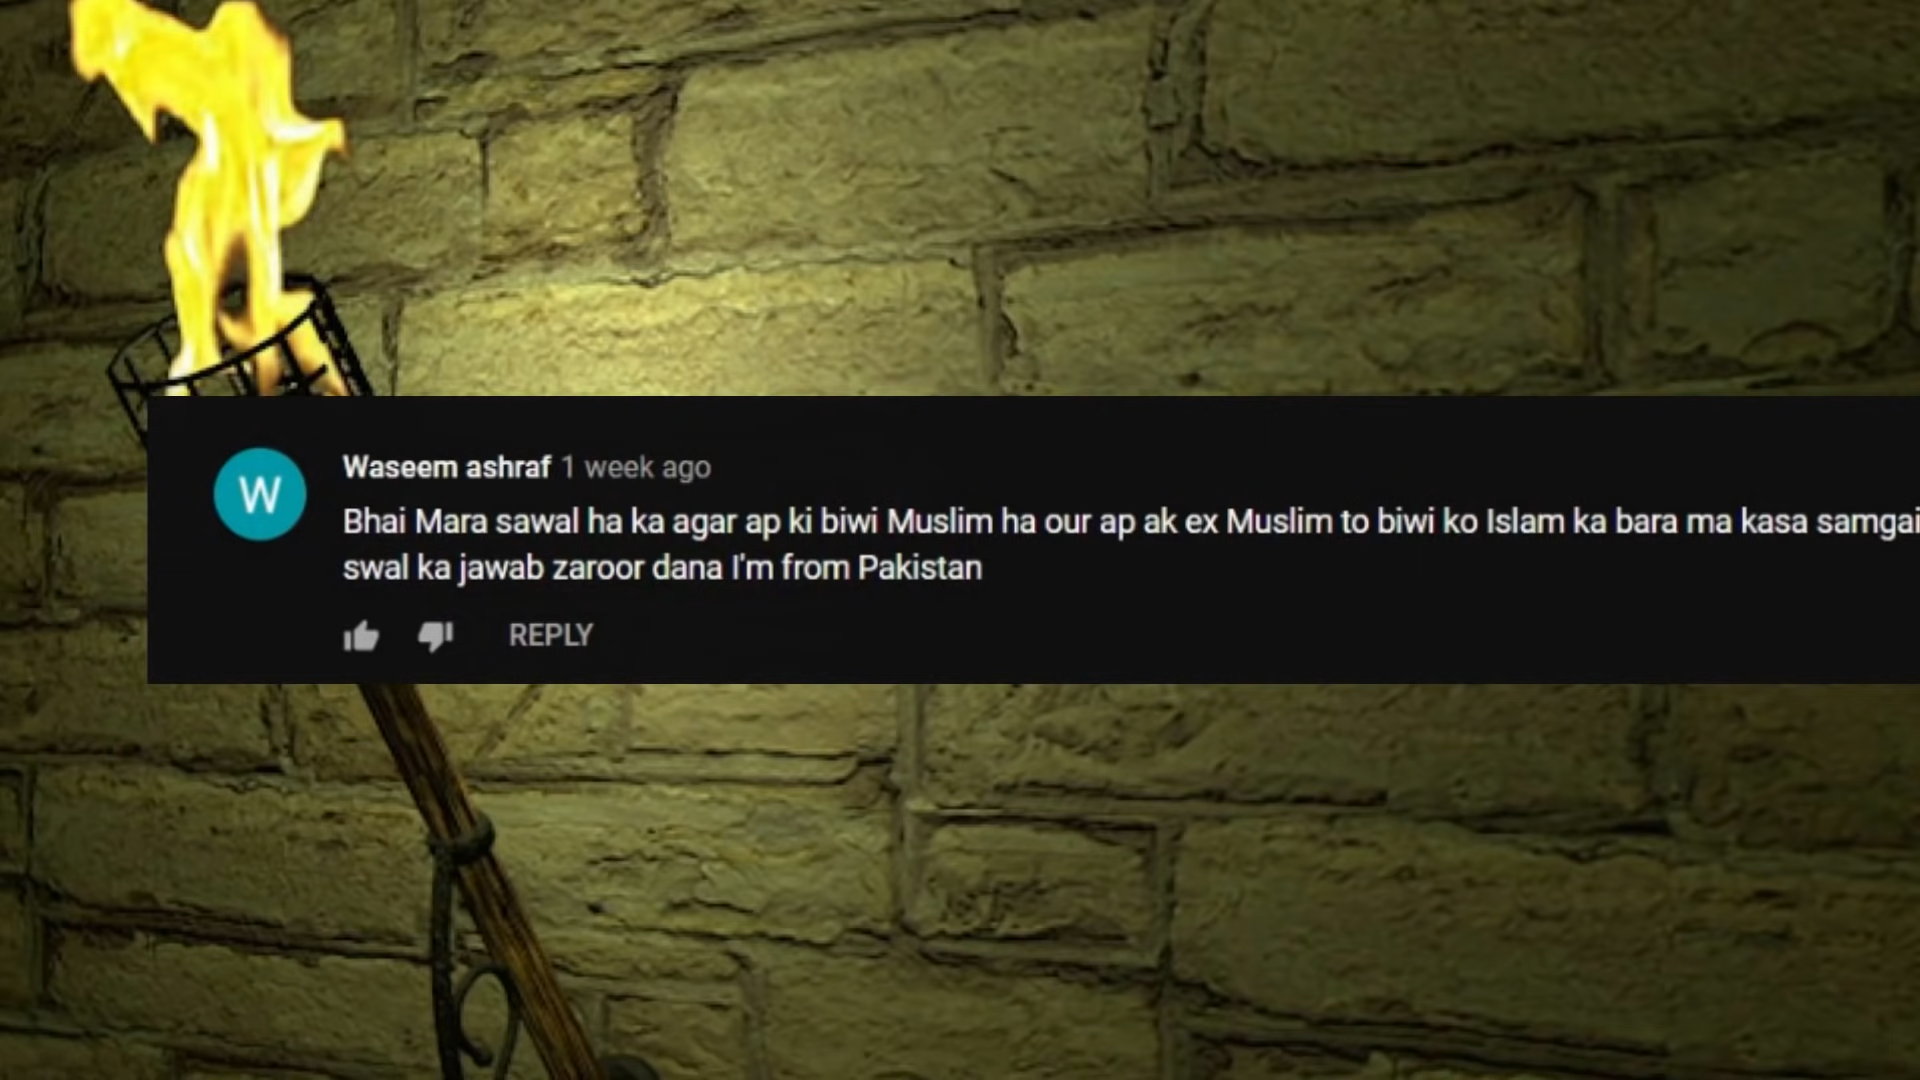 W
Waseem ashraf 1 week ago
Bhai Mara sawal ha ka agar ap ki biwi Muslim ha our ap ak ex Muslim to biwi ko Islam ka bara ma kasa samgai
swal ka jawab zaroor dana I'm from Pakistan
REPLY